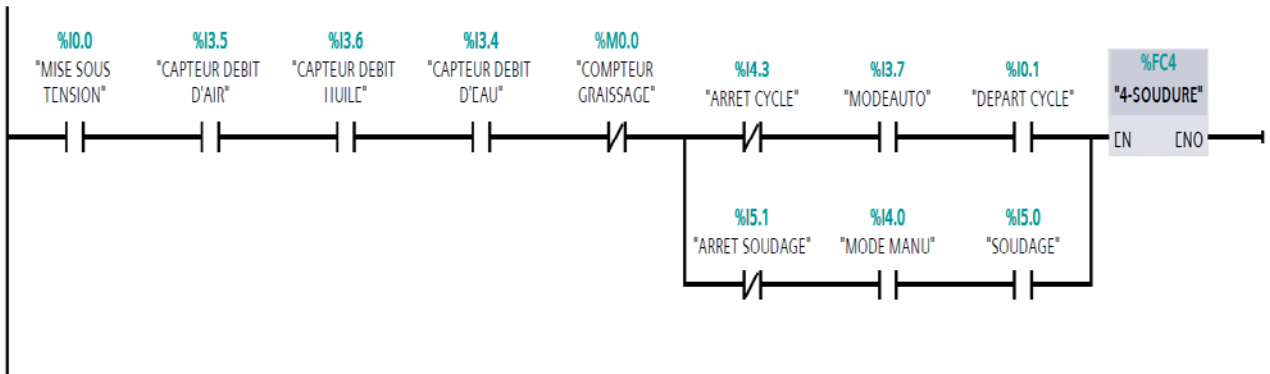 %I0.0
"MISE SOUS
TENSION"
%I3.5
"CAPTEUR DEBIT
D'AIR"
%I3.6
"CAPTEUR DEBIT
HUILE"
%I3.4
"CAPTEUR DEBIT
D'EAU"
%M0.0
"COMPTEUR
GRAISSAGE"
%I4.3
"ARRET CYCLE"
%I3.7
"MODEAUTO"
%I0.1
"DEPART CYCLE"
%FC4
"4-SOUDURE"
EN ENO
%I5.1
"ARRET SOUDAGE"
%I4.0
"MODE MANU"
%I5.0
"SOUDAGE"